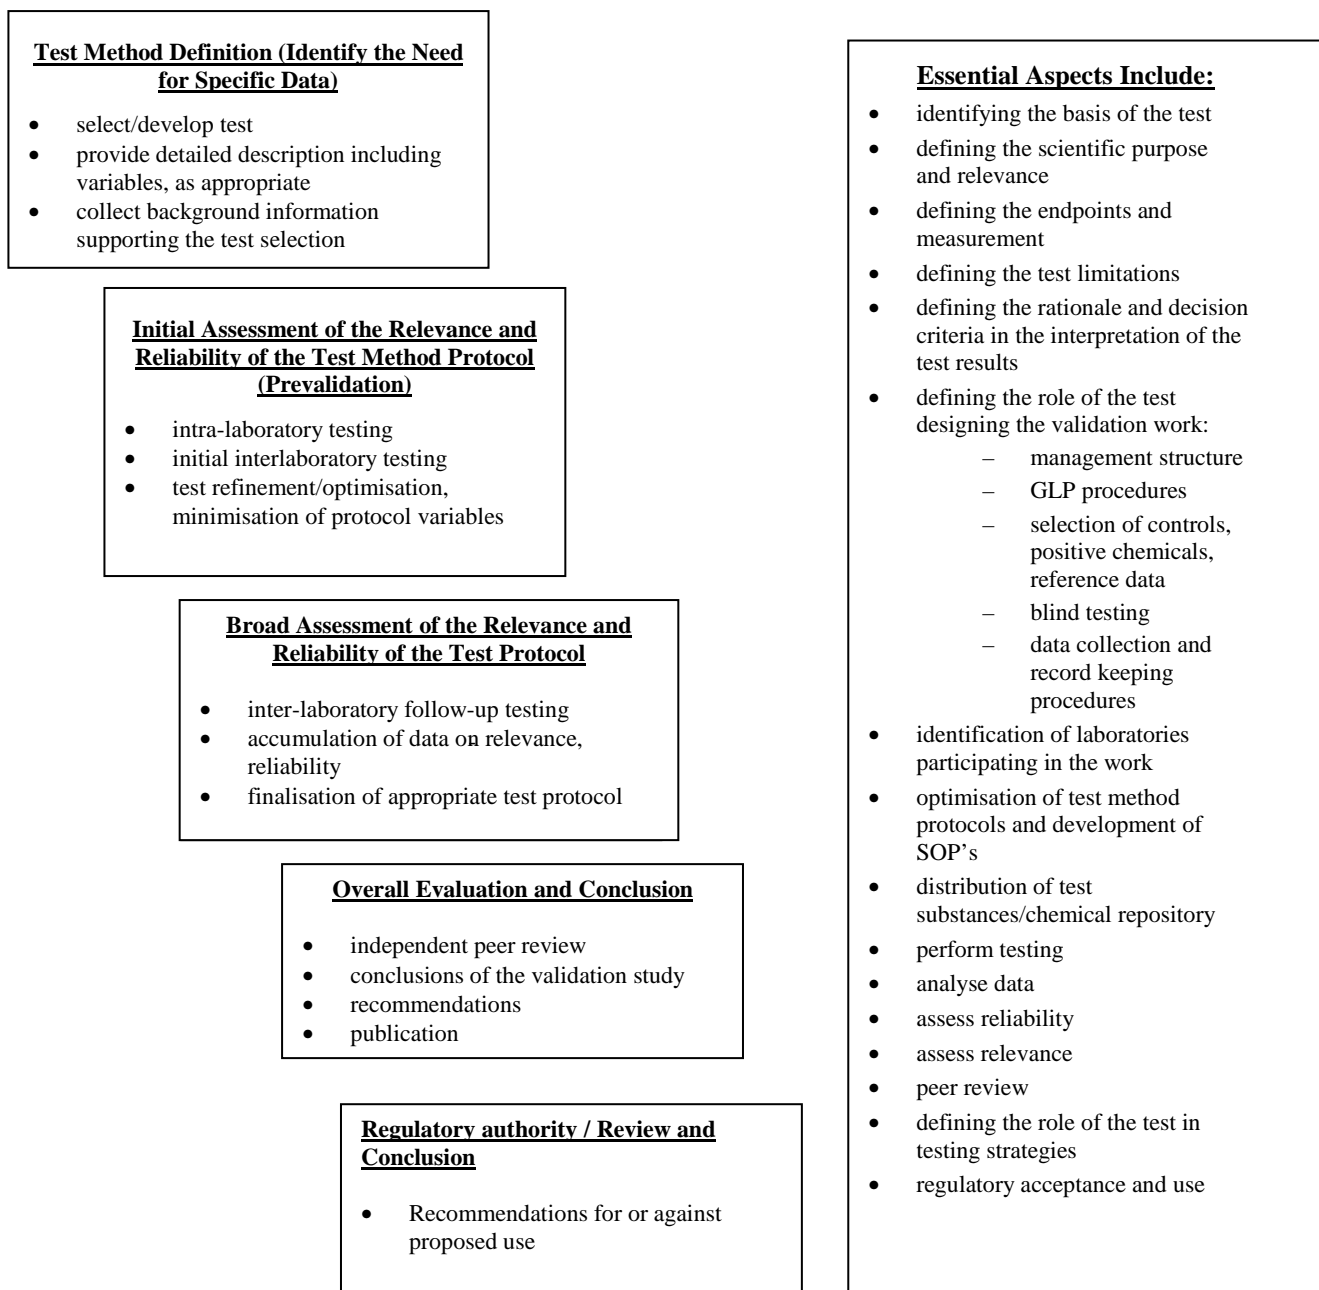 Test Method Definition (Identify the Need
for Specific Data)
• select/develop test
• provide detailed description including
variables, as appropriate
• collect background information
supporting the test selection
Initial Assessment of the Relevance and
Reliability of the Test Method Protocol
(Prevalidation)
• intra-laboratory testing
• initial interlaboratory testing
• test refinement/optimisation,
minimisation of protocol variables
Broad Assessment of the Relevance and
Reliability of the Test Protocol
• inter-laboratory follow-up testing
• accumulation of data on relevance,
reliability
• finalisation of appropriate test protocol
Overall Evaluation and Conclusion
• independent peer review
• conclusions of the validation study
• recommendations
• publication
Regulatory authority / Review and
Conclusion
• Recommendations for or against
proposed use
Essential Aspects Include:
• identifying the basis of the test
• defining the scientific purpose
and relevance
• defining the endpoints and
measurement
• defining the test limitations
• defining the rationale and decision
criteria in the interpretation of the
test results
• defining the role of the test
designing the validation work:
– management structure
– GLP procedures
– selection of controls,
positive chemicals,
reference data
– blind testing
– data collection and
record keeping
procedures
• identification of laboratories
participating in the work
• optimisation of test method
protocols and development of
SOP’s
• distribution of test
substances/chemical repository
• perform testing
• analyse data
• assess reliability
• assess relevance
• peer review
• defining the role of the test in
testing strategies
• regulatory acceptance and use